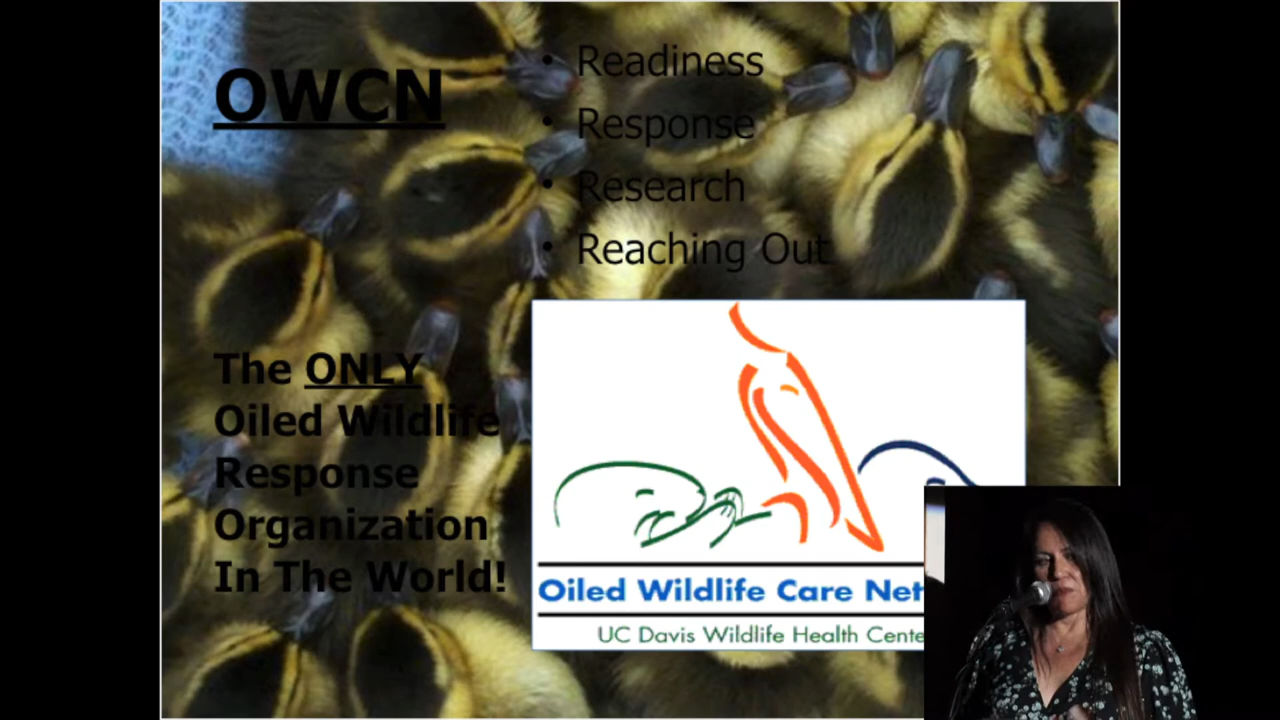 OWCN
• Readiness
• Response
• Research
• Reaching Out
The ONLY
Oiled Wildlife
Response
Organization
In The World!
Oiled Wildlife Care Net
UC Davis Wildlife Health Cente